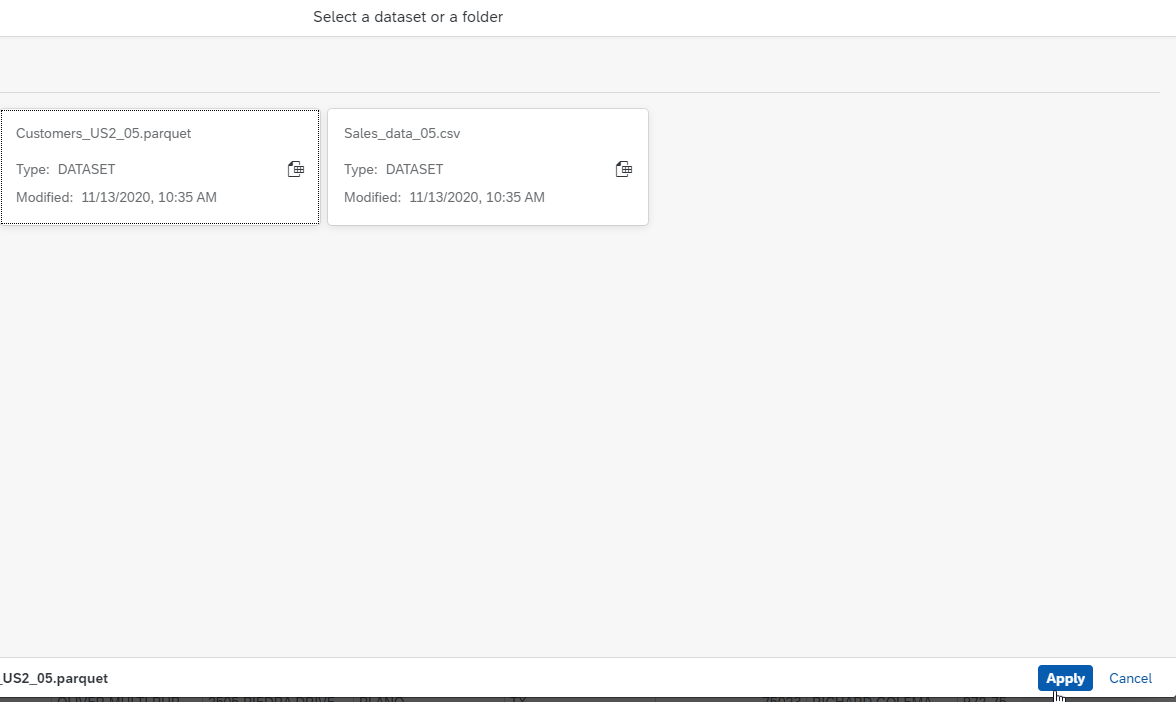 Select a dataset or a folder
Customers_US2_05.parquet
Type: DATASET
Modified: 11/13/2020, 10:35 AM
Sales_data_05.csv
Type: DATASET
Modified: 11/13/2020, 10:35 AM
_US2_05.parquet
Apply
Cancel